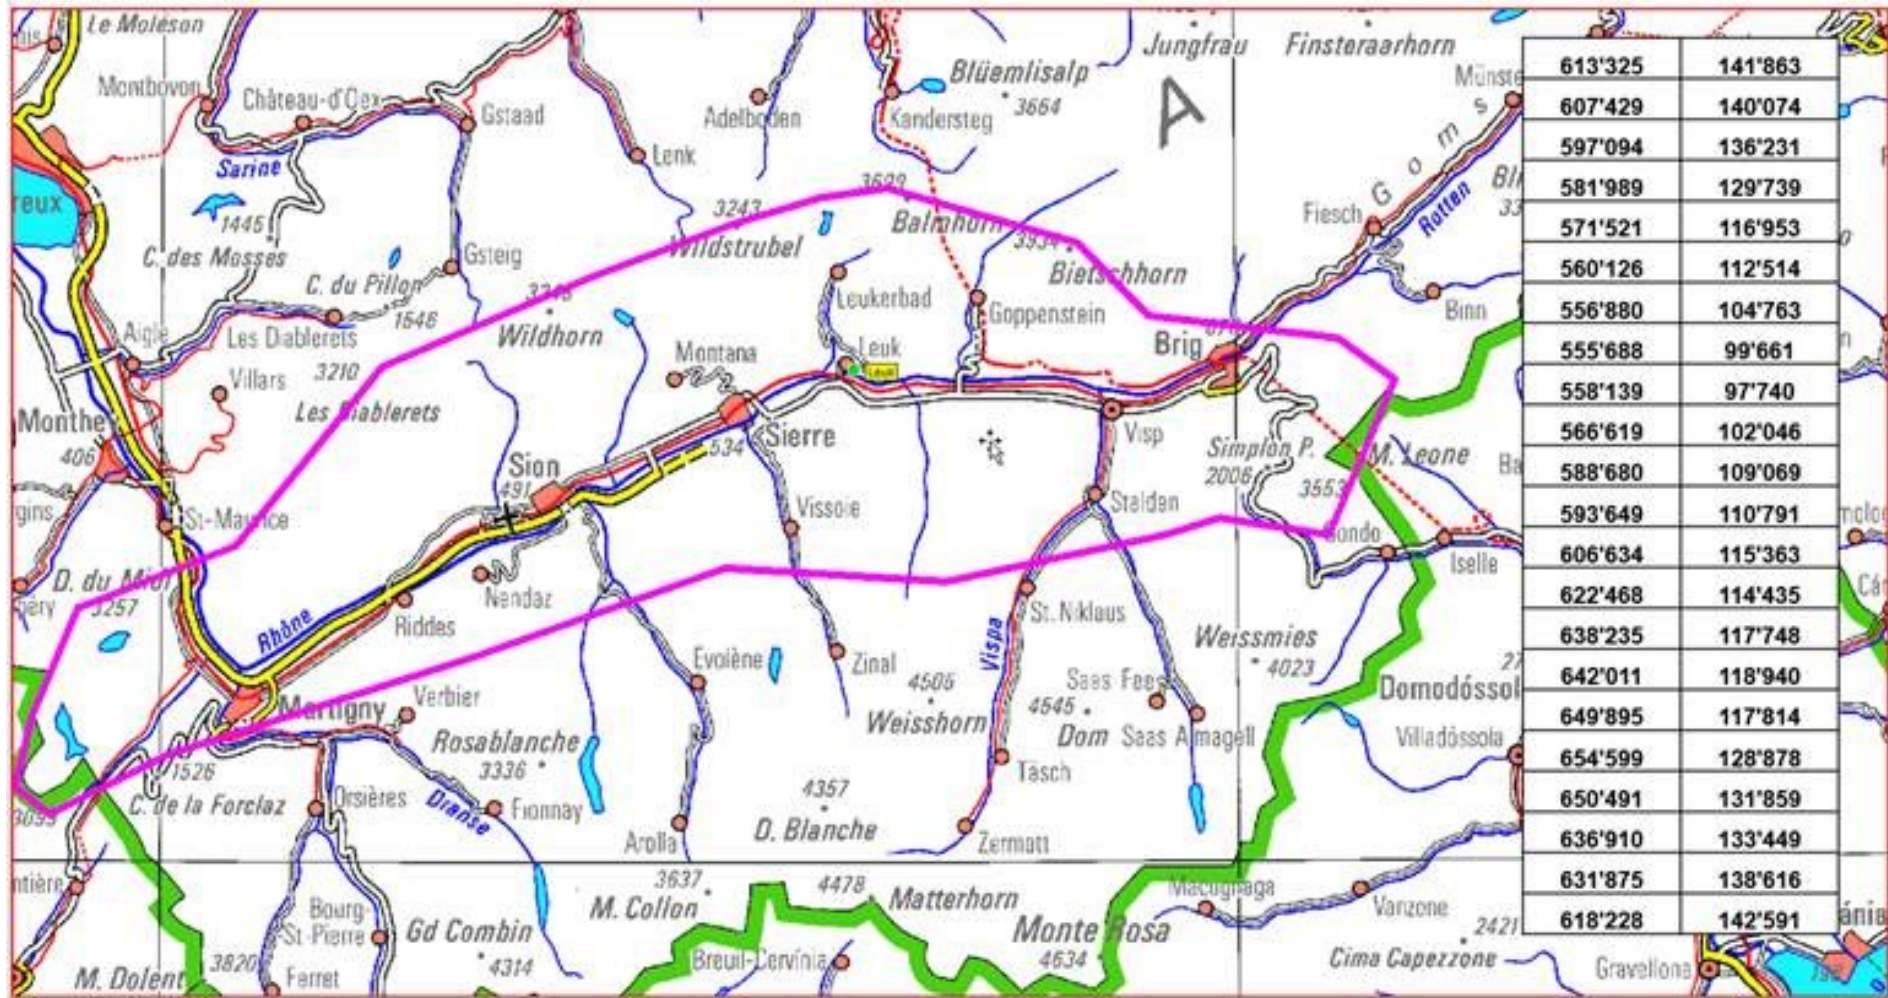 Le Moleson
Jungfrau
Finsteraarhorn
Blüemlisalp
3664
A
Montbovon
Château-d'Oex
Gstaad
Adelboden
Kandersteg
Lenk
Sarine
1445
C. des Mosses
3243
Wildstrubel
3699
Balmhorn
3934
Bietschhorn
Fiesch
Goms
Rotten
Gsteig
C. du Pillon
1546
Wildhorn
Leukerbad
Goppenstein
Brig
Binn
Aigle
Les Diablerets
3210
Les Diablerets
Villars
Montana
Leuk
Leuk
Monthe
406
Sierre
534
Visp
Simplon P.
2006
M. Leone
3553
Sion
491
St-Maurice
Vissoie
Stalden
Iselle
3257
Nendaz
Riddes
Rhône
St. Niklaus
Vispa
Weissmies
4023
Evolène
Zinal
4505
Weisshorn
4545
Dom
Saas Fee
Saas Almagell
Domodóssol
Villadóssola
Martigny
Verbier
Rosablanche
3336
1526
C. de la Forclaz
Orsières
Dranse
Fionnay
Arolla
4357
D. Blanche
Täsch
Zermatt
3637
M. Collon
4478
Matterhorn
Macugnaga
Vanzone
Bourg-
St-Pierre
Gd Combin
4314
Monte Rosa
4634
2421
Cima Capezzone
M. Dolent
3820
Ferret
Breuil-Cervínia
Gravellona
613'325 141'863
607'429 140'074
597'094 136'231
581'989 129'739
571'521 116'953
560'126 112'514
556'880 104'763
555'688 99'661
558'139 97'740
566'619 102'046
588'680 109'069
593'649 110'791
606'634 115'363
622'468 114'435
638'235 117'748
642'011 118'940
649'895 117'814
654'599 128'878
650'491 131'859
636'910 133'449
631'875 138'616
618'228 142'591